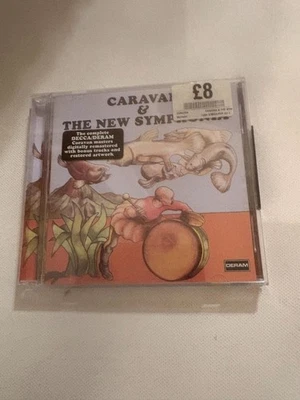 CARAVA
£8
&
THE NEW SYMP
The complete
DECCA/DERAM
Caravan masters
digitally remastered
with bonus tracks and
restored artwork
DERAM